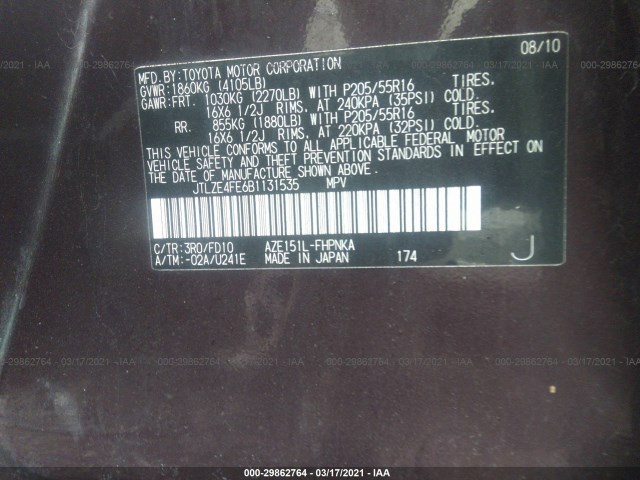 MFD.BY:TOYOTA MOTOR CORPORATION 08/10
GVWR:1860KG (4105LB)
GAWR:FRT. 1030KG (2270LB) WITH P205/55R16 TIRES.
16X6 1/2J RIMS, AT 240KPA (35PSI) COLD.
RR. 855KG (1880LB) WITH P205/55R16 TIRES.
16X6 1/2J RIMS, AT 220KPA (32PSI) COLD.
THIS VEHICLE CONFORMS TO ALL APPLICABLE FEDERAL MOTOR
VEHICLE SAFETY AND THEFT PREVENTION STANDARDS IN EFFECT ON
THE DATE OF MANUFACTURE SHOWN ABOVE.
JTLZE4FE6B1131535 MPV
C/TR:3R0/FD10 AZE151L-FHPNKA
A/TM:-02A/U241E MADE IN JAPAN 174 J
000-29862764 - 03/17/2021 - IAA